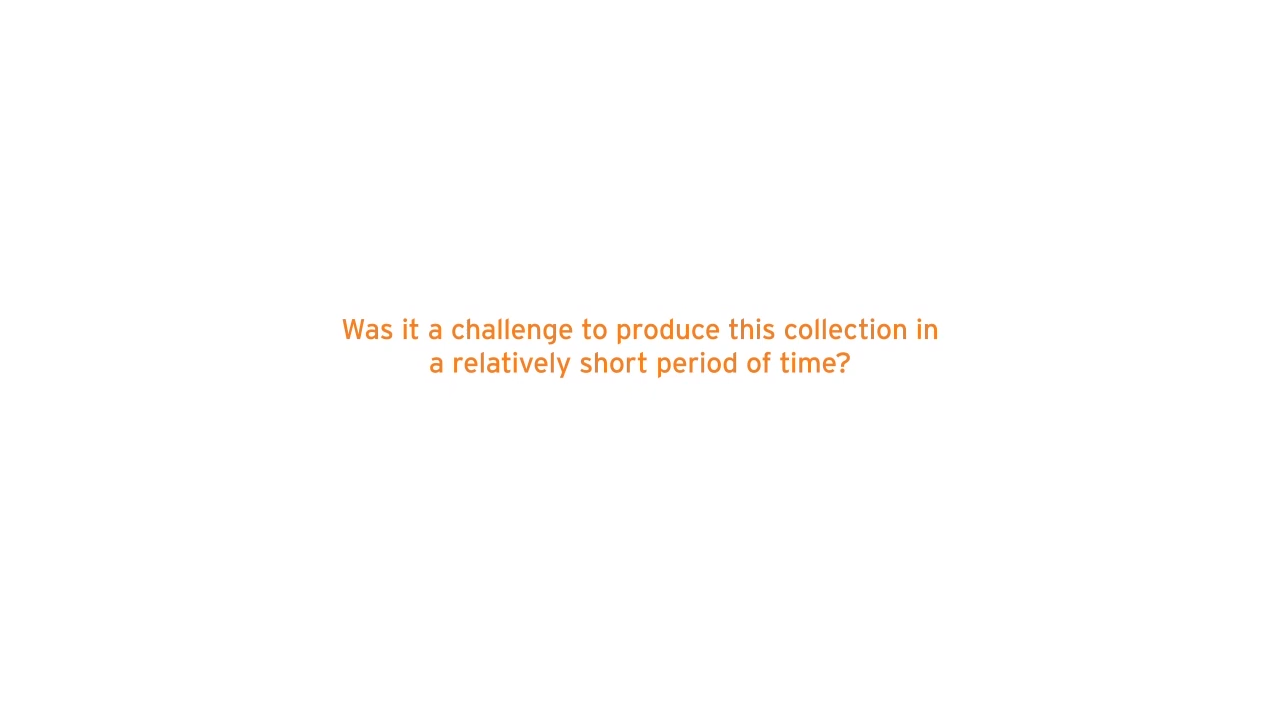 Was it a challenge to produce this collection in
a relatively short period of time?